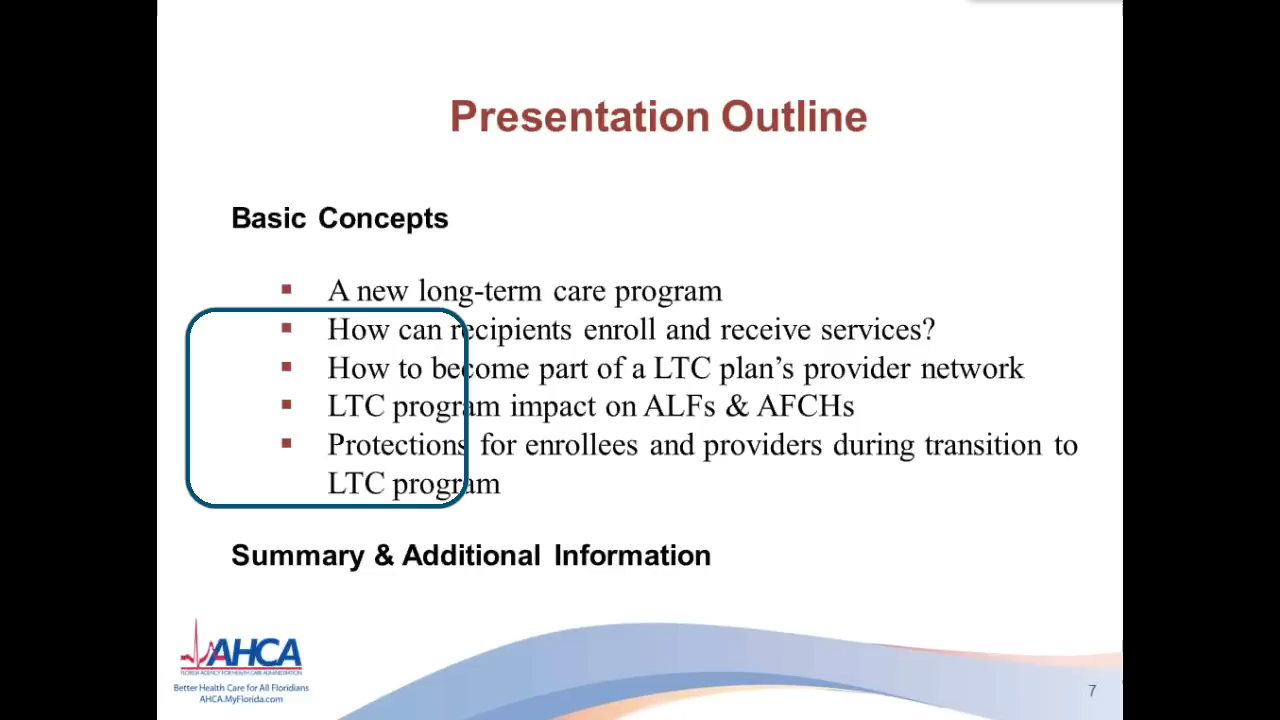 Presentation Outline
Basic Concepts
▪ A new long-term care program
▪ How can recipients enroll and receive services?
▪ How to become part of a LTC plan’s provider network
▪ LTC program impact on ALFs & AFCHs
▪ Protections for enrollees and providers during transition to
LTC program
Summary & Additional Information
AHCA
FLORIDA AGENCY FOR HEALTH CARE ADMINISTRATION
Better Health Care for All Floridians
AHCA.MyFlorida.com
7